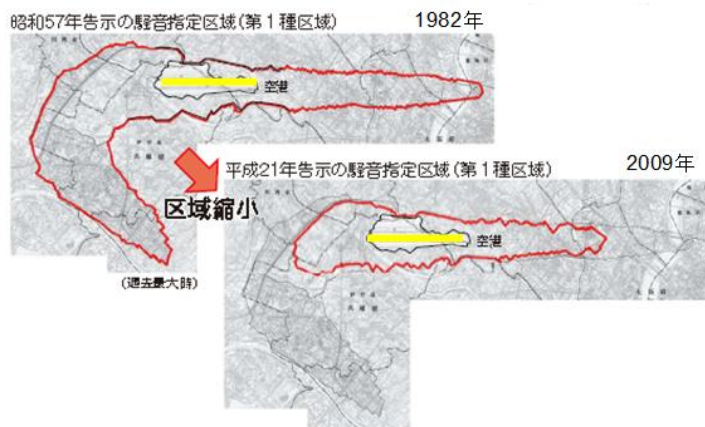 昭和57年告示の騒音指定区域(第1種区域)
1982年
空港
平成21年告示の騒音指定区域(第1種区域)
2009年
区域縮小
空港
(過去最大時)